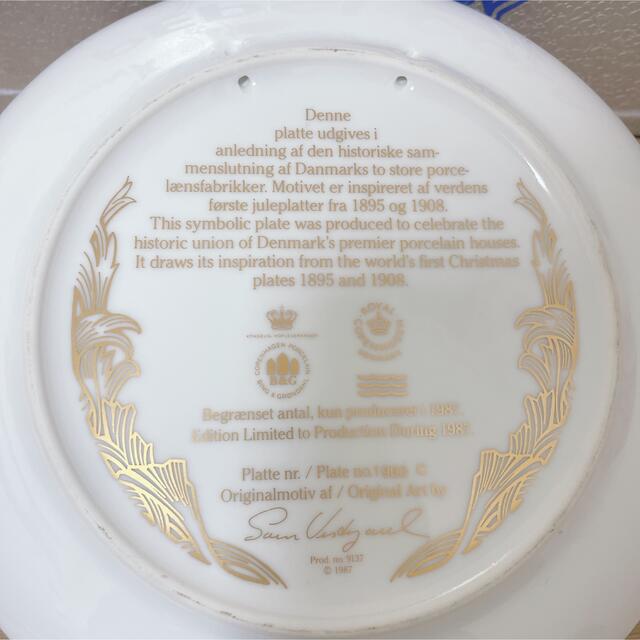 Denne
platte udgives i
anledning af den historiske sam-
menslutning af Danmarks to store porce-
lænsfabrikker. Motivet er inspireret af verdens
første juleplatter fra 1895 og 1908.
This symbolic plate was produced to celebrate the
historic union of Denmark's premier porcelain houses.
It draws its inspiration from the world's first Christmas
plates 1895 and 1908.
ROYAL
COPENHAGEN
COPENHAGEN PORCELAIN
B&G
BING & GRØNDAHL
Begrænset antal, kun produceret i 1987.
Edition Limited to Production During 1987.
Platte nr. / Plate no. C
Originalmotiv af / Original Art by
Prod. no. 9137
© 1987